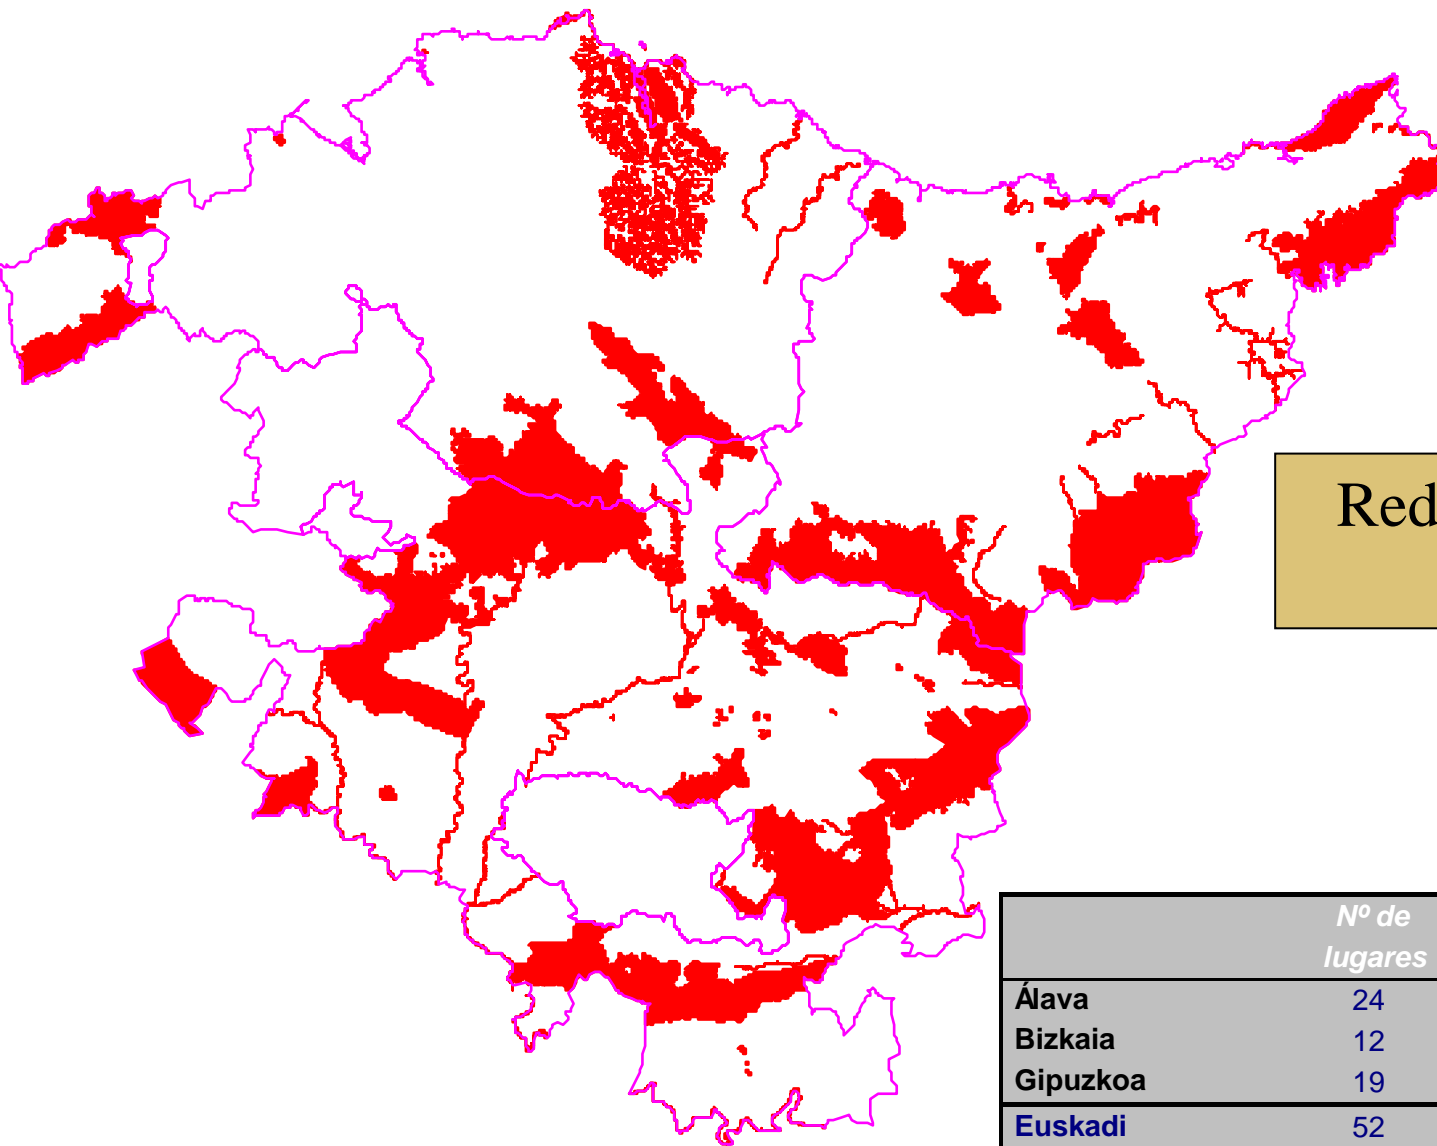 Red
Nº de
lugares
Álava 24
Bizkaia 12
Gipuzkoa 19
Euskadi 52